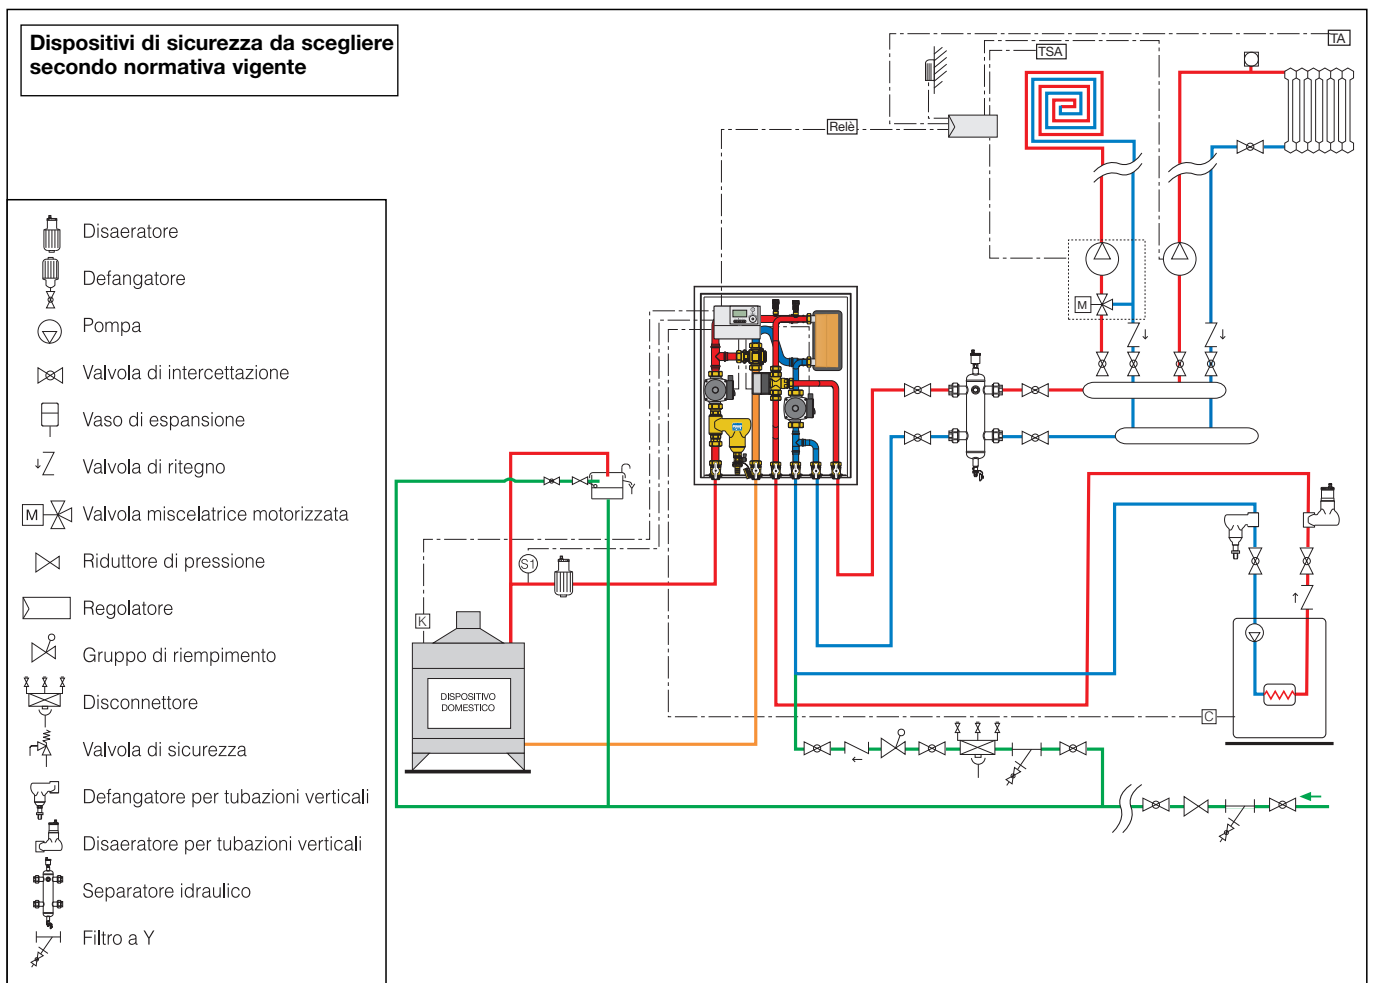 Dispositivi di sicurezza da scegliere
secondo normativa vigente
TA
TSA
Relè
M
Disaeratore
Defangatore
Pompa
Valvola di intercettazione
Vaso di espansione
Valvola di ritegno
M
Valvola miscelatrice motorizzata
Riduttore di pressione
Regolatore
Gruppo di riempimento
Disconnettore
Valvola di sicurezza
Defangatore per tubazioni verticali
Disaeratore per tubazioni verticali
Separatore idraulico
Filtro a Y
S1
K
DISPOSITIVO
DOMESTICO
C